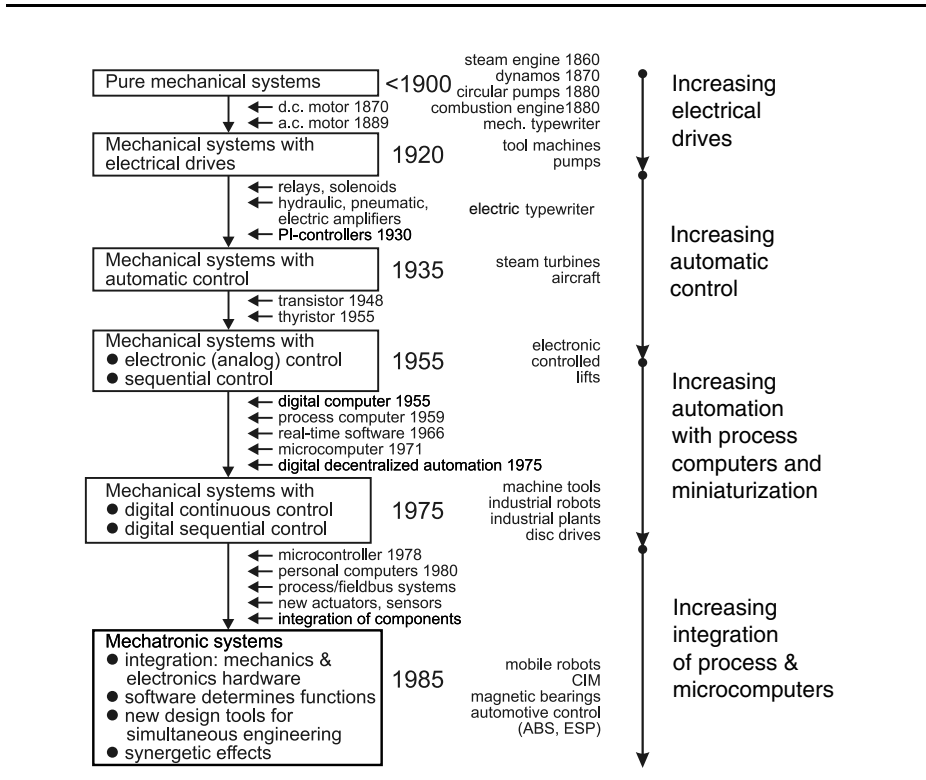 Pure mechanical systems
<1900
steam engine 1860
dynamos 1870
circular pumps 1880
combustion engine1880
mech. typewriter
Increasing
electrical
drives
d.c. motor 1870
a.c. motor 1889
Mechanical systems with
electrical drives
1920
tool machines
pumps
relays, solenoids
hydraulic, pneumatic,
electric amplifiers
PI-controllers 1930
electric typewriter
Increasing
automatic
control
Mechanical systems with
automatic control
1935
steam turbines
aircraft
transistor 1948
thyristor 1955
Mechanical systems with
● electronic (analog) control
● sequential control
1955
electronic
controlled
lifts
Increasing
automation
with process
computers and
miniaturization
digital computer 1955
process computer 1959
real-time software 1966
microcomputer 1971
digital decentralized automation 1975
Mechanical systems with
● digital continuous control
● digital sequential control
1975
machine tools
industrial robots
industrial plants
disc drives
microcontroller 1978
personal computers 1980
process/fieldbus systems
new actuators, sensors
integration of components
Increasing
integration
of process &
microcomputers
Mechatronic systems
● integration: mechanics &
electronics hardware
● software determines functions
● new design tools for
simultaneous engineering
● synergetic effects
1985
mobile robots
CIM
magnetic bearings
automotive control
(ABS, ESP)